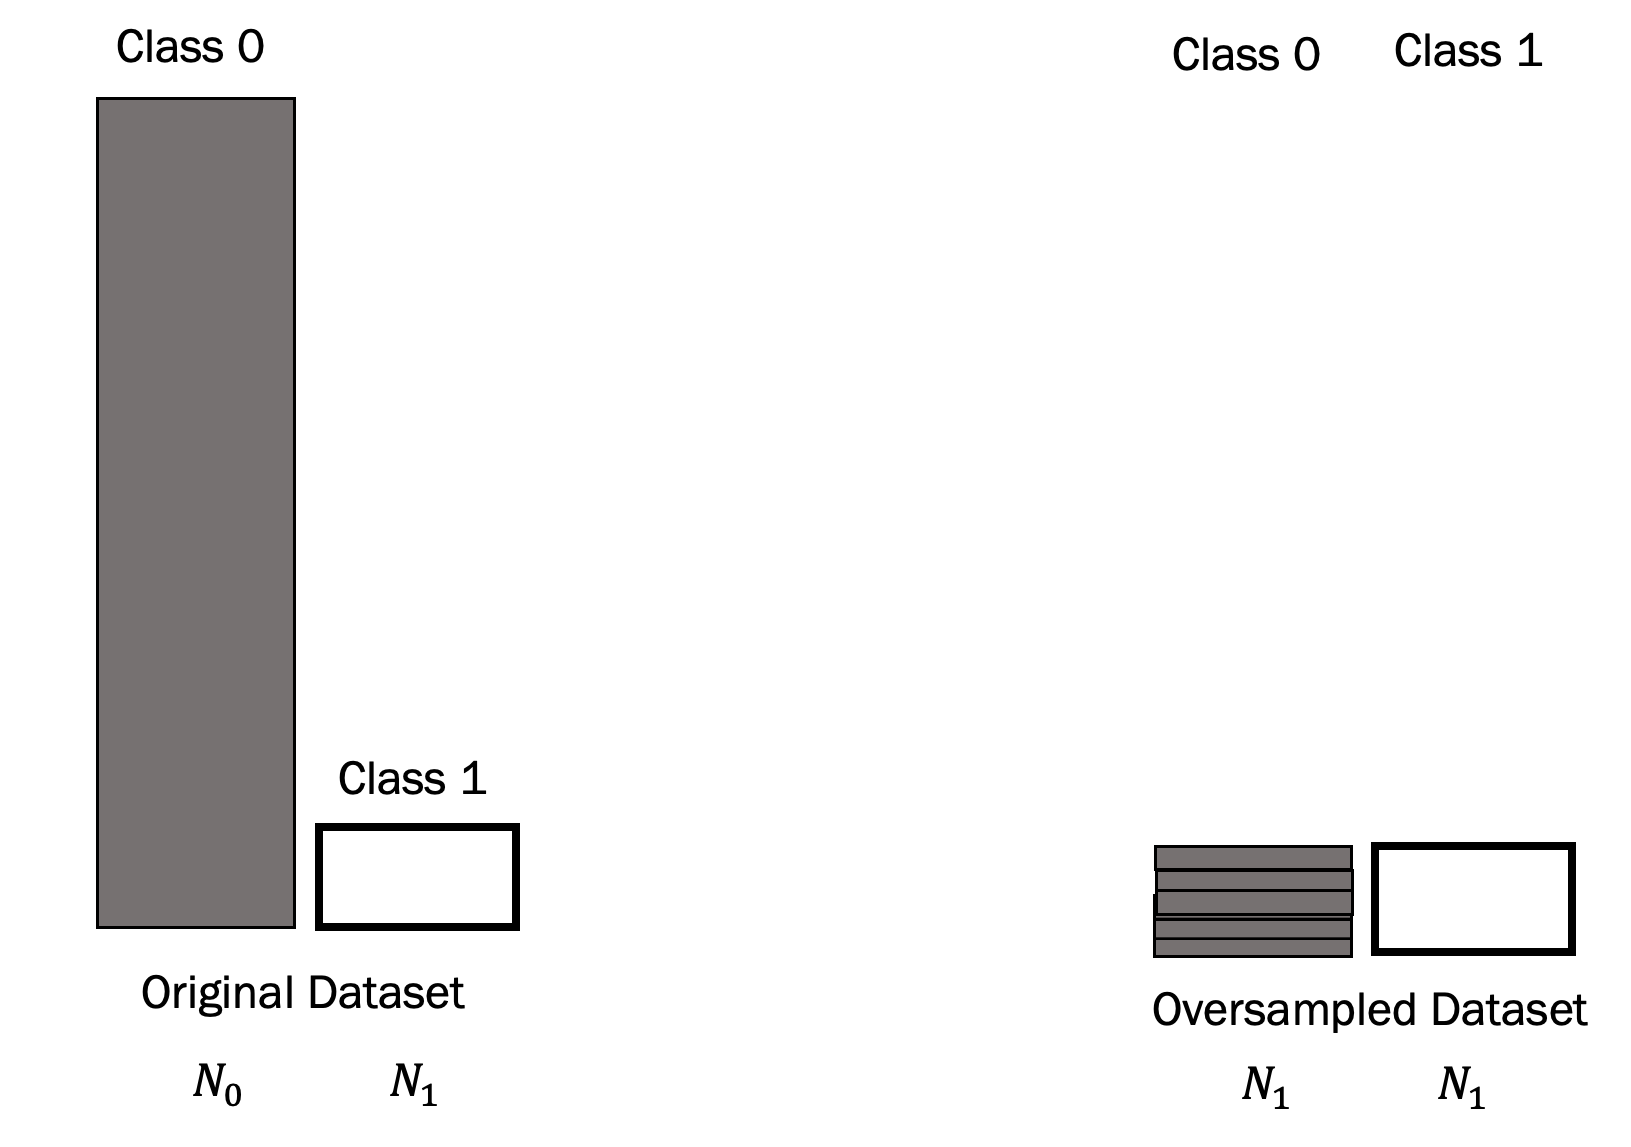 Class 0
Class 0 Class 1
Class 1
Original Dataset
Oversampled Dataset
N₀ N₁
N₁ N₁